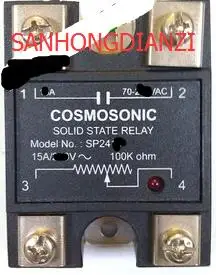 SANHONGDIANZI
1 2
COSMOSONIC
SOLID STATE RELAY
Model No.: SP24
15A/ 100K ohm
3 4